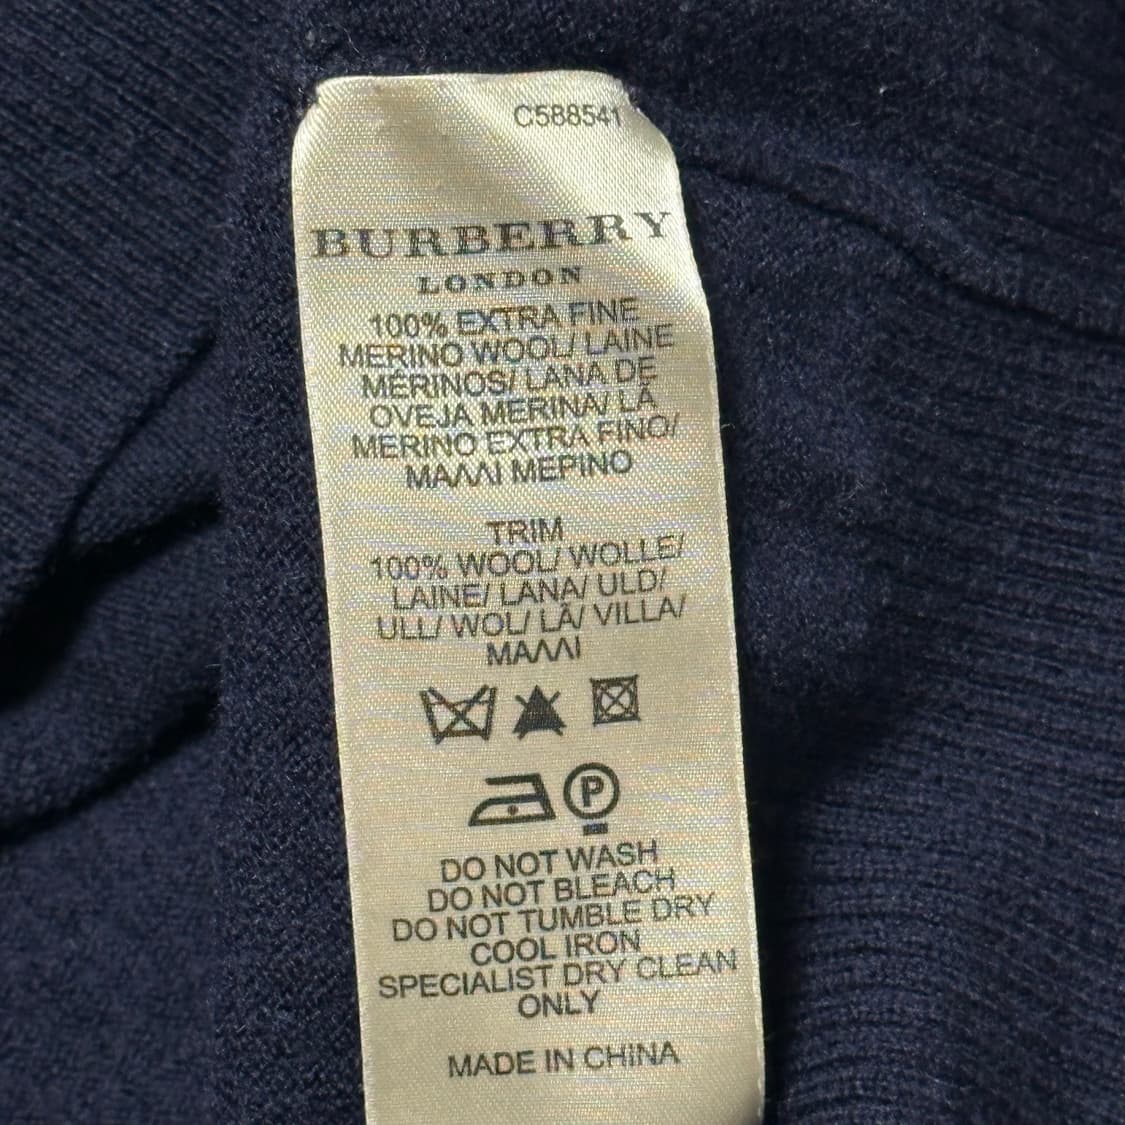 C588541
BURBERRY
LONDON
100% EXTRA FINE
MERINO WOOL/ LAINE
MÉRINOS/ LANA DE
OVEJA MERINA/ LÃ
MERINO EXTRA FINO/
ΜΑΛΛΙ ΜΕΡΙΝΟ
TRIM
100% WOOL/ WOLLE/
LAINE/ LANA/ ULD/
ULL/ WOL/ LÃ/ VILLA/
ΜΑΛΛΙ
P
DO NOT WASH
DO NOT BLEACH
DO NOT TUMBLE DRY
COOL IRON
SPECIALIST DRY CLEAN
ONLY
MADE IN CHINA